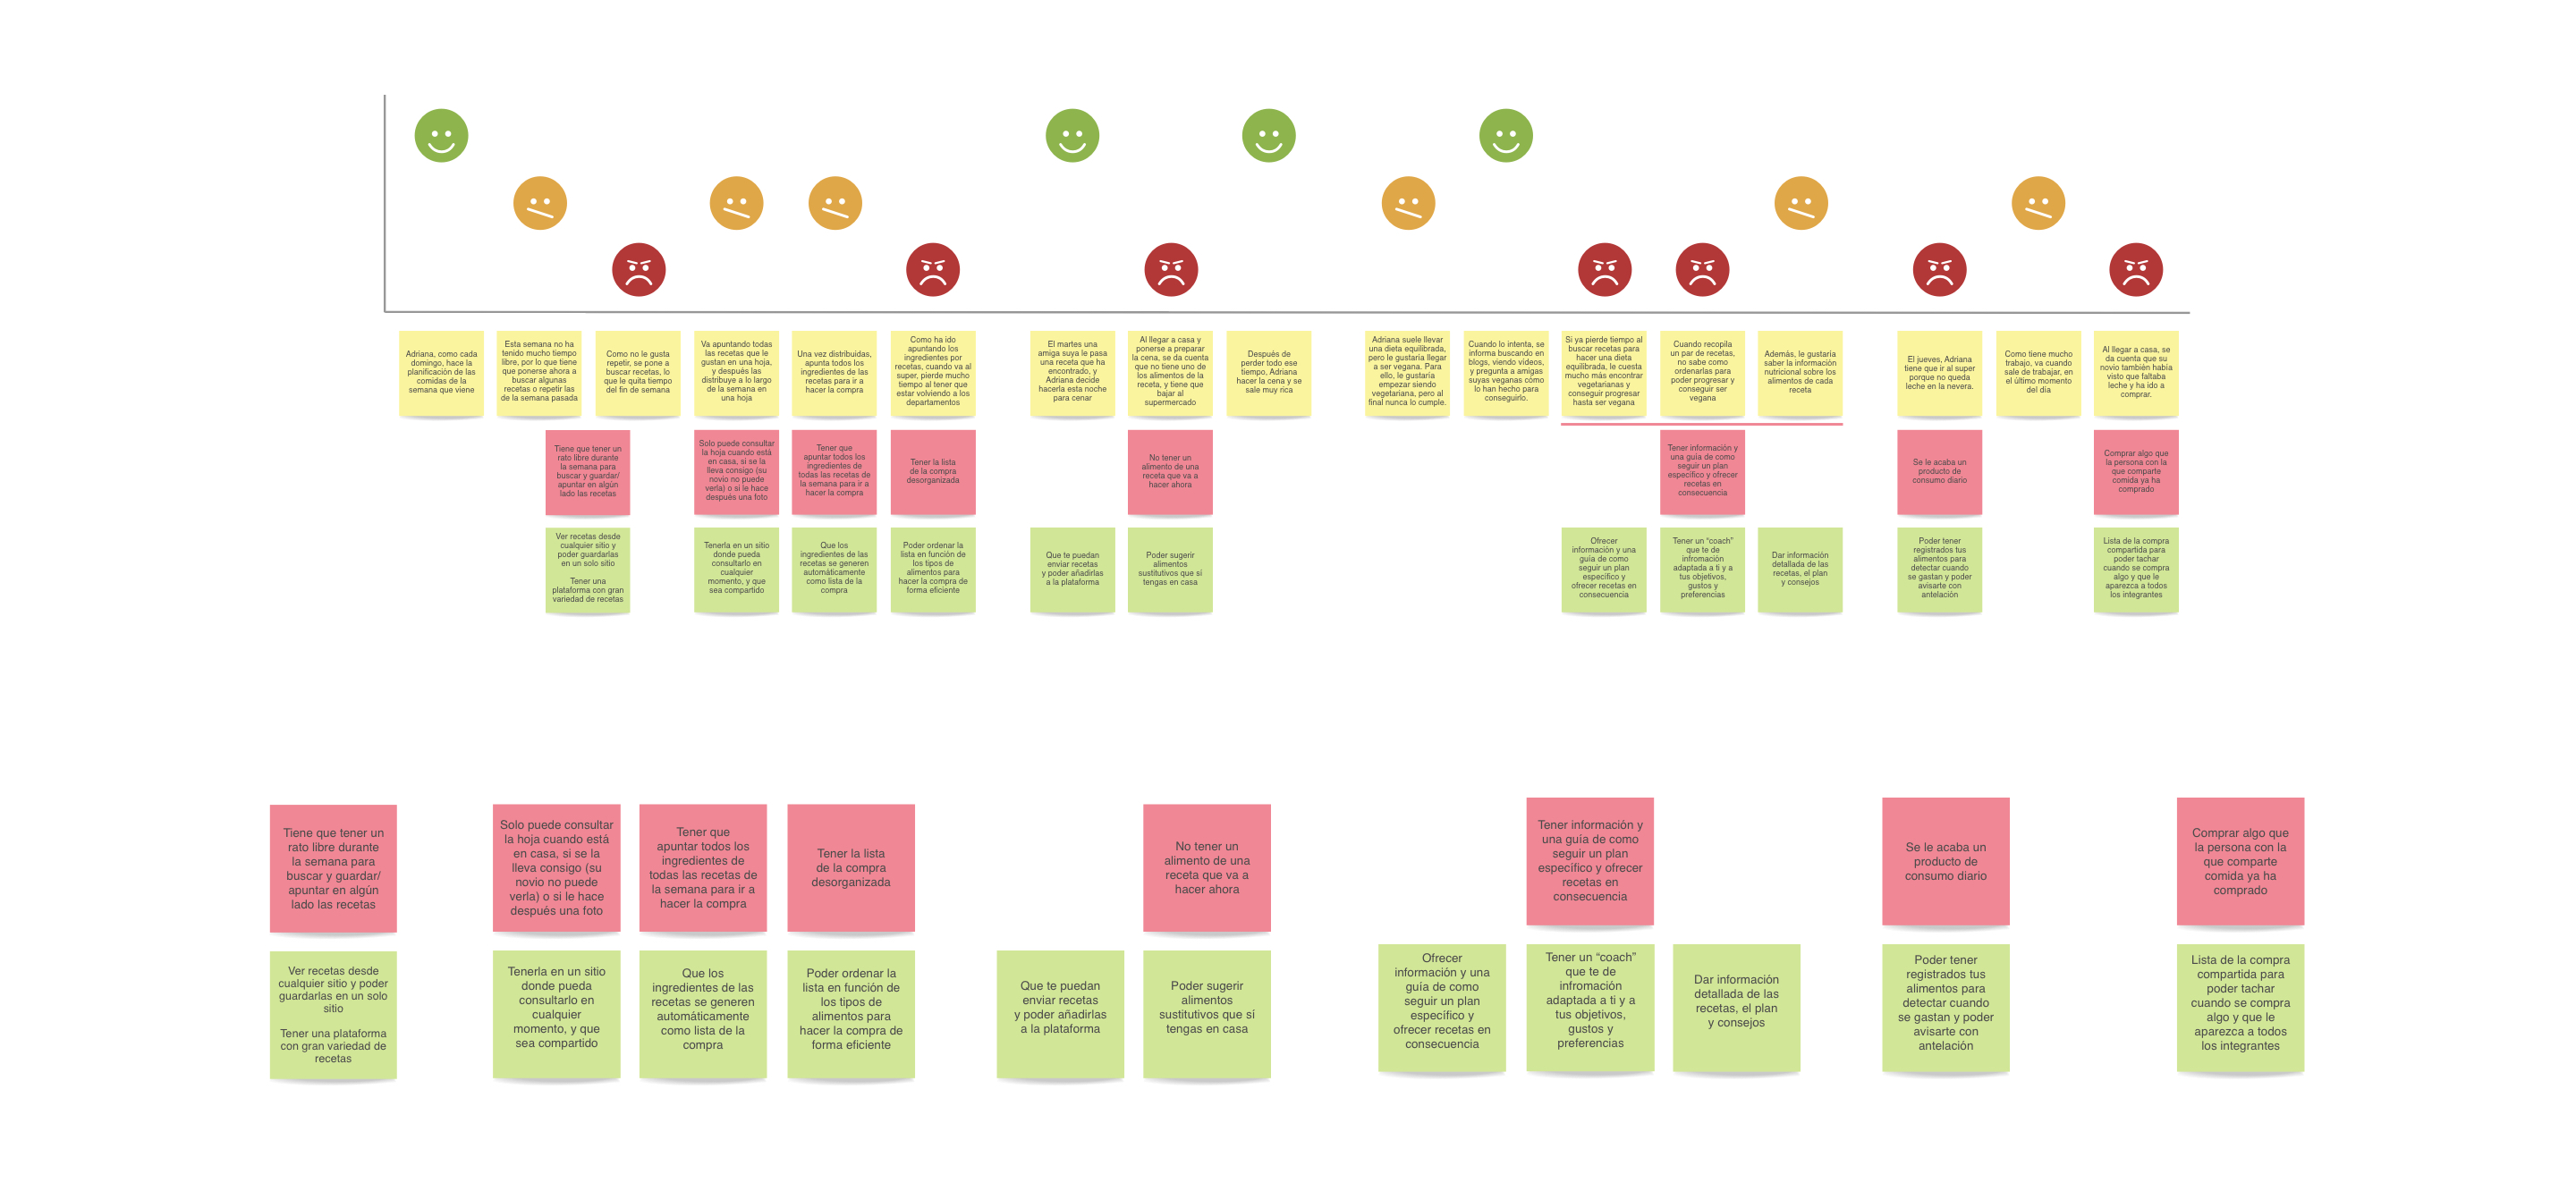 Adriana, como cada
domingo, hace la
planificación de las
comidas de la
semana que viene
Esta semana no ha
tenido mucho tiempo
libre, por lo que tiene
que ponerse ahora a
buscar algunas
recetas o repetir las
de la semana pasada
Como no le gusta
repetir, se pone a
buscar recetas, lo
que le quita tiempo
del fin de semana
Va apuntando todas
las recetas que le
gustan en una hoja,
y después las
distribuye a lo largo
de la semana en
una hoja
Una vez distribuidas,
apunta todos los
ingredientes de las
recetas para ir a
hacer la compra
Como ha ido
apuntando los
ingredientes por
recetas, cuando va al
super, pierde mucho
tiempo al tener que
estar volviendo a los
departamentos
El martes una
amiga suya le pasa
una receta que ha
encontrado, y
Adriana decide
hacerla esta noche
para cenar
Al llegar a casa y
ponerse a preparar
la cena, se da cuenta
que no tiene uno de
los alimentos de la
receta, y tiene que
bajar al
supermercado
Después de
perder todo ese
tiempo, Adriana
hacer la cena y se
sale muy rica
Adriana suele llevar
una dieta equilibrada,
pero le gustaría llegar
a ser vegana. Para
ello, le gustaría
empezar siendo
vegetariana, pero al
final nunca lo cumple.
Cuando lo intenta, se
informa buscando en
blogs, viendo vídeos,
y pregunta a amigas
suyas veganas cómo
lo han hecho para
conseguirlo.
Si ya pierde tiempo al
buscar recetas para
hacer una dieta
equilibrada, le cuesta
mucho más encontrar
vegetarianas y
conseguir progresar
hasta ser vegana
Cuando recopila
un par de recetas,
no sabe como
ordenarlas para
poder progresar y
conseguir ser
vegana
Además, le gustaría
saber la información
nutricional sobre los
alimentos de cada
receta
El jueves, Adriana
tiene que ir al super
porque no queda
leche en la nevera.
Como tiene mucho
trabajo, va cuando
sale de trabajar, en
el último momento
del día
Al llegar a casa, se
da cuenta que su
novio también había
visto que faltaba
leche y ha ido a
comprar.
Tiene que tener un
rato libre durante
la semana para
buscar y guardar/
apuntar en algún
lado las recetas
Solo puede consultar
la hoja cuando está
en casa, si se la
lleva consigo (su
novio no puede
verla) o si le hace
después una foto
Tener que
apuntar todos los
ingredientes de
todas las recetas de
la semana para ir a
hacer la compra
Tener la lista
de la compra
desorganizada
No tener un
alimento de una
receta que va a
hacer ahora
Tener información y
una guía de como
seguir un plan
específico y ofrecer
recetas en
consecuencia
Se le acaba un
producto de
consumo diario
Comprar algo que
la persona con la
que comparte
comida ya ha
comprado
Ver recetas desde
cualquier sitio y
poder guardarlas
en un solo sitio
Tener una
plataforma con gran
variedad de recetas
Tenerla en un sitio
donde pueda
consultarlo en
cualquier
momento, y que
sea compartido
Que los
ingredientes de las
recetas se generen
automáticamente
como lista de la
compra
Poder ordenar la
lista en función de
los tipos de
alimentos para
hacer la compra de
forma eficiente
Que te puedan
enviar recetas
y poder añadirlas
a la plataforma
Poder sugerir
alimentos
sustitutivos que sí
tengas en casa
Ofrecer
información y una
guía de como
seguir un plan
específico y
ofrecer recetas en
consecuencia
Tener un “coach”
que te de
infromación
adaptada a ti y a
tus objetivos,
gustos y
preferencias
Dar información
detallada de las
recetas, el plan
y consejos
Poder tener
registrados tus
alimentos para
detectar cuando
se gastan y poder
avisarte con
antelación
Lista de la compra
compartida para
poder tachar
cuando se compra
algo y que le
aparezca a todos
los integrantes
Tiene que tener un
rato libre durante
la semana para
buscar y guardar/
apuntar en algún
lado las recetas
Solo puede consultar
la hoja cuando está
en casa, si se la
lleva consigo (su
novio no puede
verla) o si le hace
después una foto
Tener que
apuntar todos los
ingredientes de
todas las recetas de
la semana para ir a
hacer la compra
Tener la lista
de la compra
desorganizada
No tener un
alimento de una
receta que va a
hacer ahora
Tener información y
una guía de como
seguir un plan
específico y ofrecer
recetas en
consecuencia
Se le acaba un
producto de
consumo diario
Comprar algo que
la persona con la
que comparte
comida ya ha
comprado
Ver recetas desde
cualquier sitio y poder
guardarlas en un solo
sitio
Tener una plataforma
con gran variedad de
recetas
Tenerla en un sitio
donde pueda
consultarlo en
cualquier
momento, y que
sea compartido
Que los
ingredientes de las
recetas se generen
automáticamente
como lista de la
compra
Poder ordenar la
lista en función de
los tipos de
alimentos para
hacer la compra de
forma eficiente
Que te puedan
enviar recetas
y poder añadirlas
a la plataforma
Poder sugerir
alimentos
sustitutivos que sí
tengas en casa
Ofrecer
información y una
guía de como
seguir un plan
específico y
ofrecer recetas en
consecuencia
Tener un “coach”
que te de
infromación
adaptada a ti y a
tus objetivos,
gustos y
preferencias
Dar información
detallada de las
recetas, el plan
y consejos
Poder tener
registrados tus
alimentos para
detectar cuando
se gastan y poder
avisarte con
antelación
Lista de la compra
compartida para
poder tachar
cuando se compra
algo y que le
aparezca a todos
los integrantes